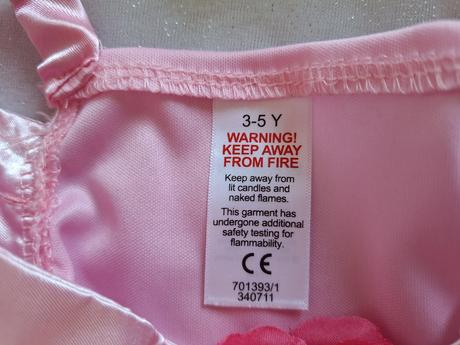 3-5 Y
WARNING!
KEEP AWAY
FROM FIRE
Keep away from
lit candles and
naked flames.
This garment has
undergone additional
safety testing for
flammability.
CE
701393/1
340711